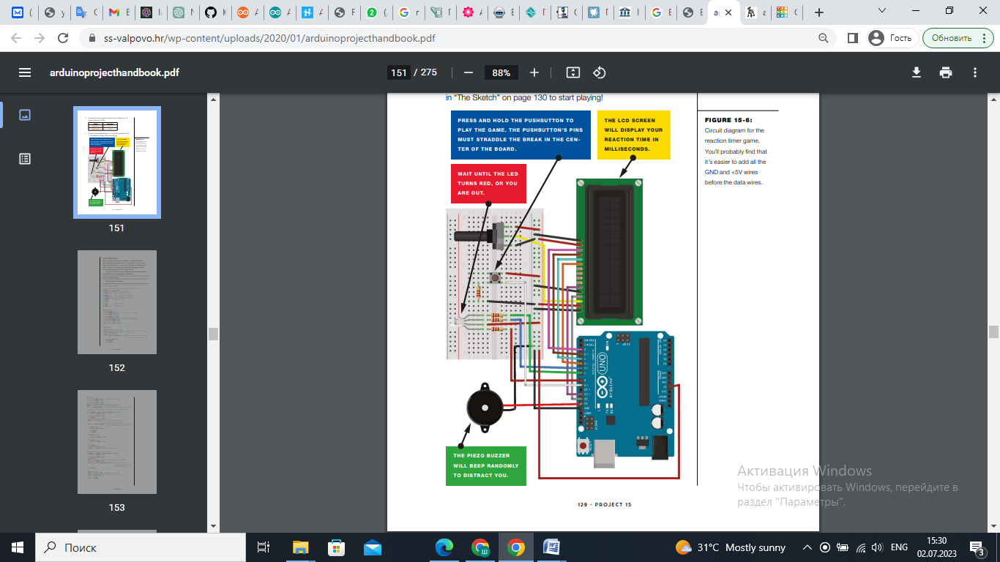 ss-valpovo.hr/wp-content/uploads/2020/01/arduinoprojecthandbook.pdf
Гость
Обновить
arduinoprojecthandbook.pdf
151 / 275
88%
151
152
153
in “The Sketch” on page 130 to start playing!
PRESS AND HOLD THE PUSHBUTTON TO
PLAY THE GAME. THE PUSHBUTTON’S PINS
MUST STRADDLE THE BREAK IN THE CEN-
TER OF THE BOARD.
THE LCD SCREEN
WILL DISPLAY YOUR
REACTION TIME IN
MILLISECONDS.
WAIT UNTIL THE LED
TURNS RED, OR YOU
ARE OUT.
FIGURE 15-6:
Circuit diagram for the
reaction timer game.
You’ll probably find that
it’s easier to add all the
GND and +5V wires
before the data wires.
UNO
Arduino
THE PIEZO BUZZER
WILL BEEP RANDOMLY
TO DISTRACT YOU.
129 · PROJECT 15
Активация Windows
Чтобы активировать Windows, перейдите в
раздел "Параметры".
Поиск
31°C Mostly sunny
ENG
15:30
02.07.2023
3